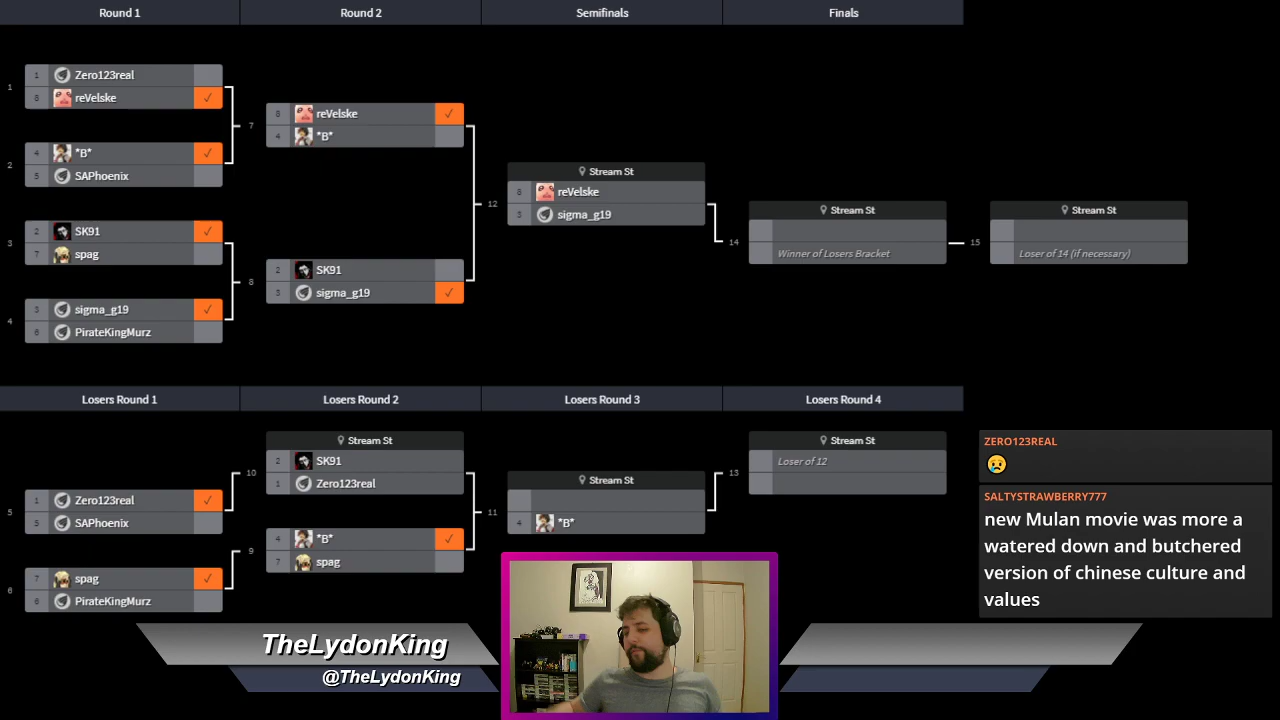 Round 1
Round 2
Semifinals
Finals
1
1 Zero123real
8 reVelske ✓
2
4 *B* ✓
5 SAPhoenix
3
2 SK91 ✓
7 spag
4
3 sigma_g19 ✓
6 PirateKingMurz
7
8 reVelske ✓
4 *B*
8
2 SK91
3 sigma_g19 ✓
12
Stream St
8 reVelske
3 sigma_g19
14
Stream St
Winner of Losers Bracket
15
Stream St
Loser of 14 (if necessary)
Losers Round 1
Losers Round 2
Losers Round 3
Losers Round 4
5
1 Zero123real ✓
5 SAPhoenix
6
7 spag ✓
6 PirateKingMurz
10
Stream St
2 SK91
1 Zero123real
9
4 *B* ✓
7 spag
11
Stream St
4 *B*
13
Stream St
Loser of 12
ZERO123REAL
😢
SALTYSTRAWBERRY777
new Mulan movie was more a
watered down and butchered
version of chinese culture and
values
TheLydonKing
@TheLydonKing